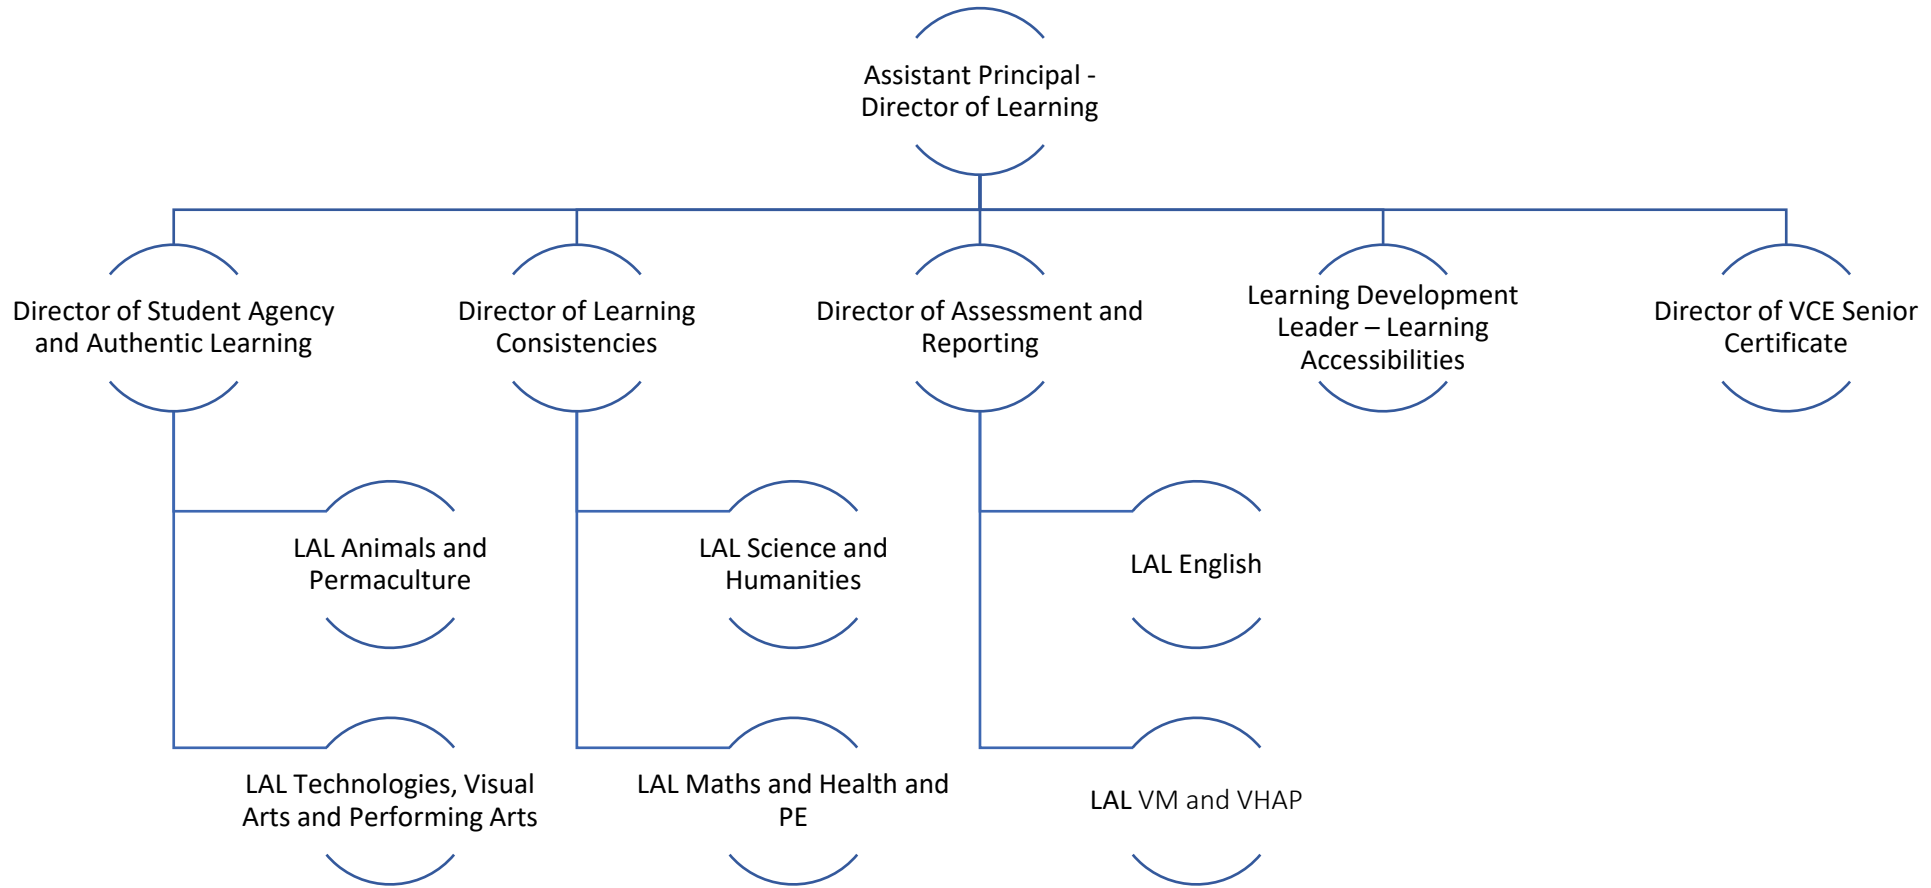 Assistant Principal -
Director of Learning
Director of Student Agency
and Authentic Learning
Director of Learning
Consistencies
Director of Assessment and
Reporting
Learning Development
Leader – Learning
Accessibilities
Director of VCE Senior
Certificate
LAL Animals and
Permaculture
LAL Science and
Humanities
LAL English
LAL Technologies, Visual
Arts and Performing Arts
LAL Maths and Health and
PE
LAL VM and VHAP